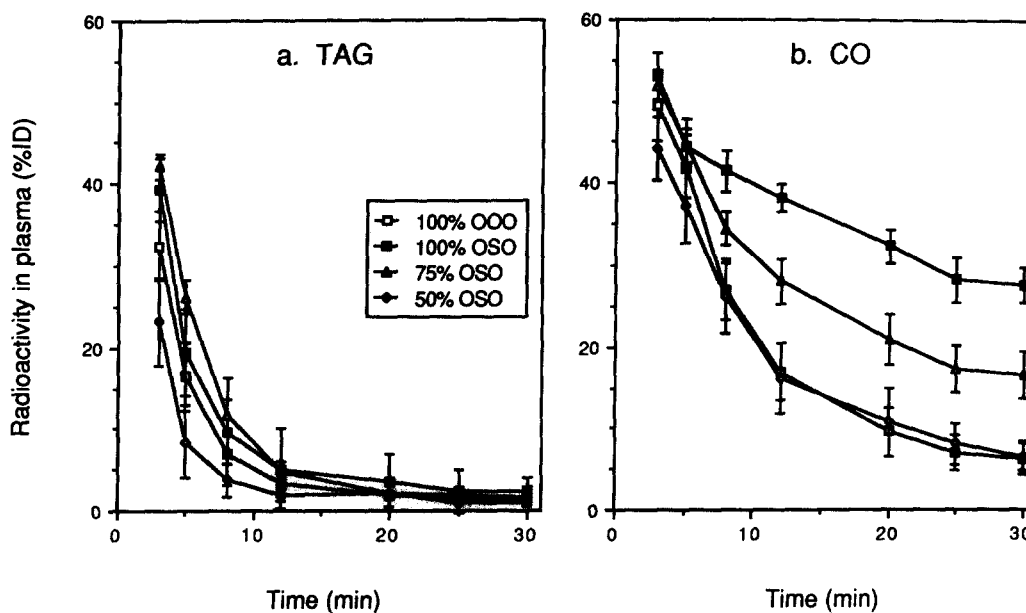 a. TAG
b. CO
60
40
20
0
60
40
20
0
Radioactivity in plasma (%ID)
100% OOO
100% OSO
75% OSO
50% OSO
0
10
20
30
0
10
20
30
Time (min)
Time (min)